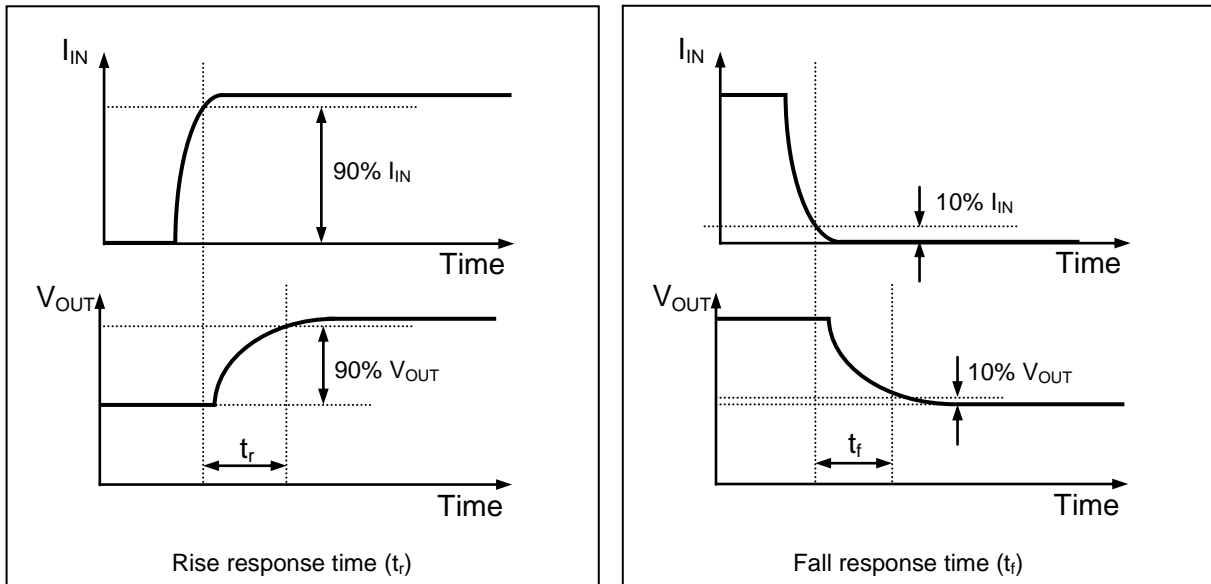 I_IN
90% I_IN
Time
V_OUT
90% V_OUT
t_r
Time
Rise response time (t_r)
I_IN
10% I_IN
Time
V_OUT
10% V_OUT
t_f
Time
Fall response time (t_f)